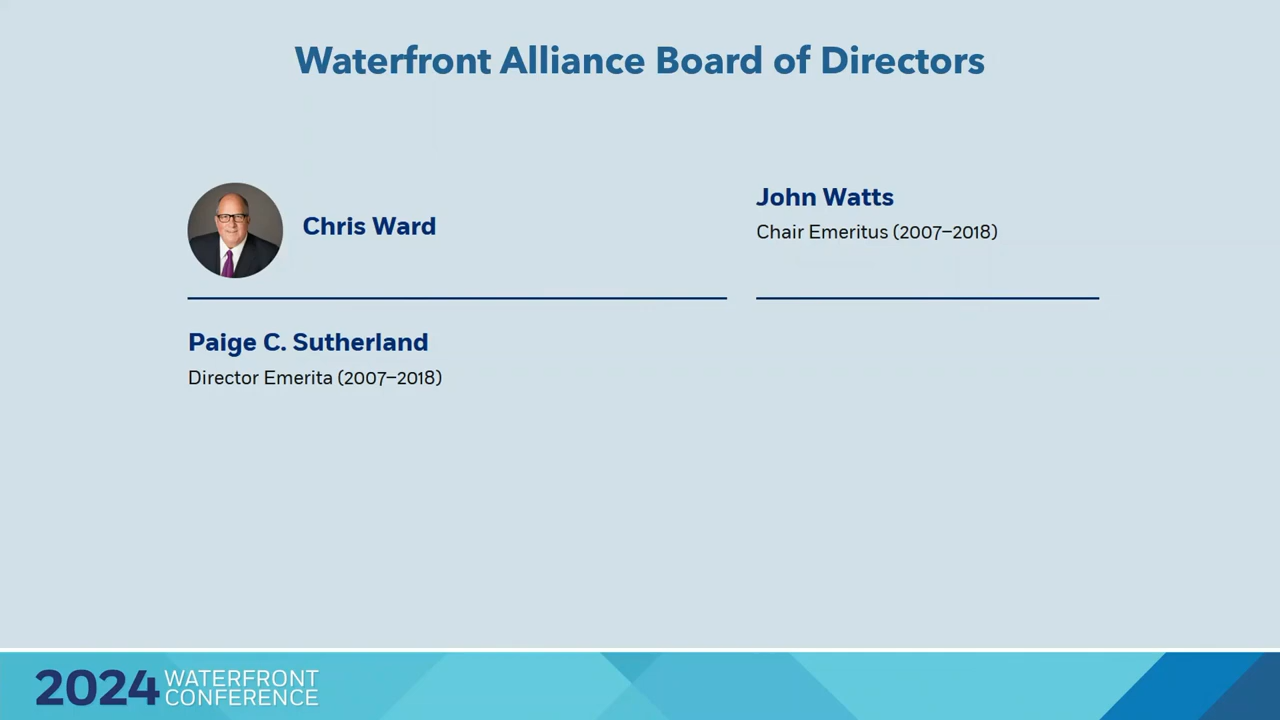 Waterfront Alliance Board of Directors
Chris Ward
John Watts
Chair Emeritus (2007–2018)
Paige C. Sutherland
Director Emerita (2007–2018)
2024 WATERFRONT
CONFERENCE